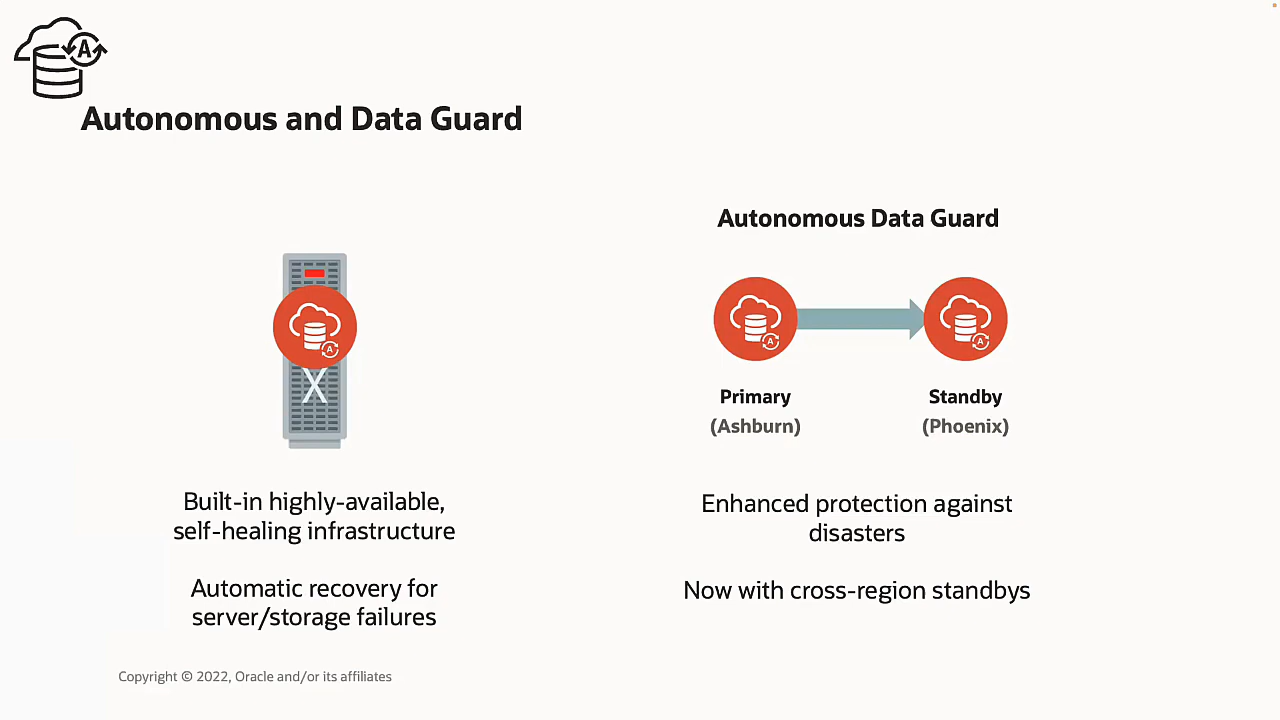 A
Autonomous and Data Guard
Autonomous Data Guard
A
X
A
A
Primary
(Ashburn)
Standby
(Phoenix)
Built-in highly-available,
self-healing infrastructure
Automatic recovery for
server/storage failures
Enhanced protection against
disasters
Now with cross-region standbys
Copyright © 2022, Oracle and/or its affiliates